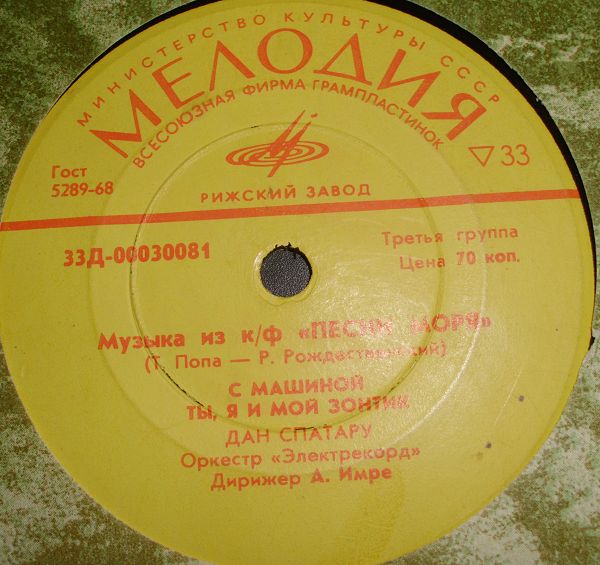 МИНИСТЕРСТВО КУЛЬТУРЫ СССР
МЕЛОДИЯ
ВСЕСОЮЗНАЯ ФИРМА ГРАМПЛАСТИНОК
Гост
5289-68
▽33
РИЖСКИЙ ЗАВОД
33Д-00030081
Третья группа
Цена 70 коп.
Музыка из к/ф «ПЕСНИ МОРЯ»
(Т. Попа — Р. Рождественский)
С МАШИНОЙ
ТЫ, Я И МОЙ ЗОНТИК
ДАН СПАТАРУ
Оркестр «Электрекорд»
Дирижер А. Имре